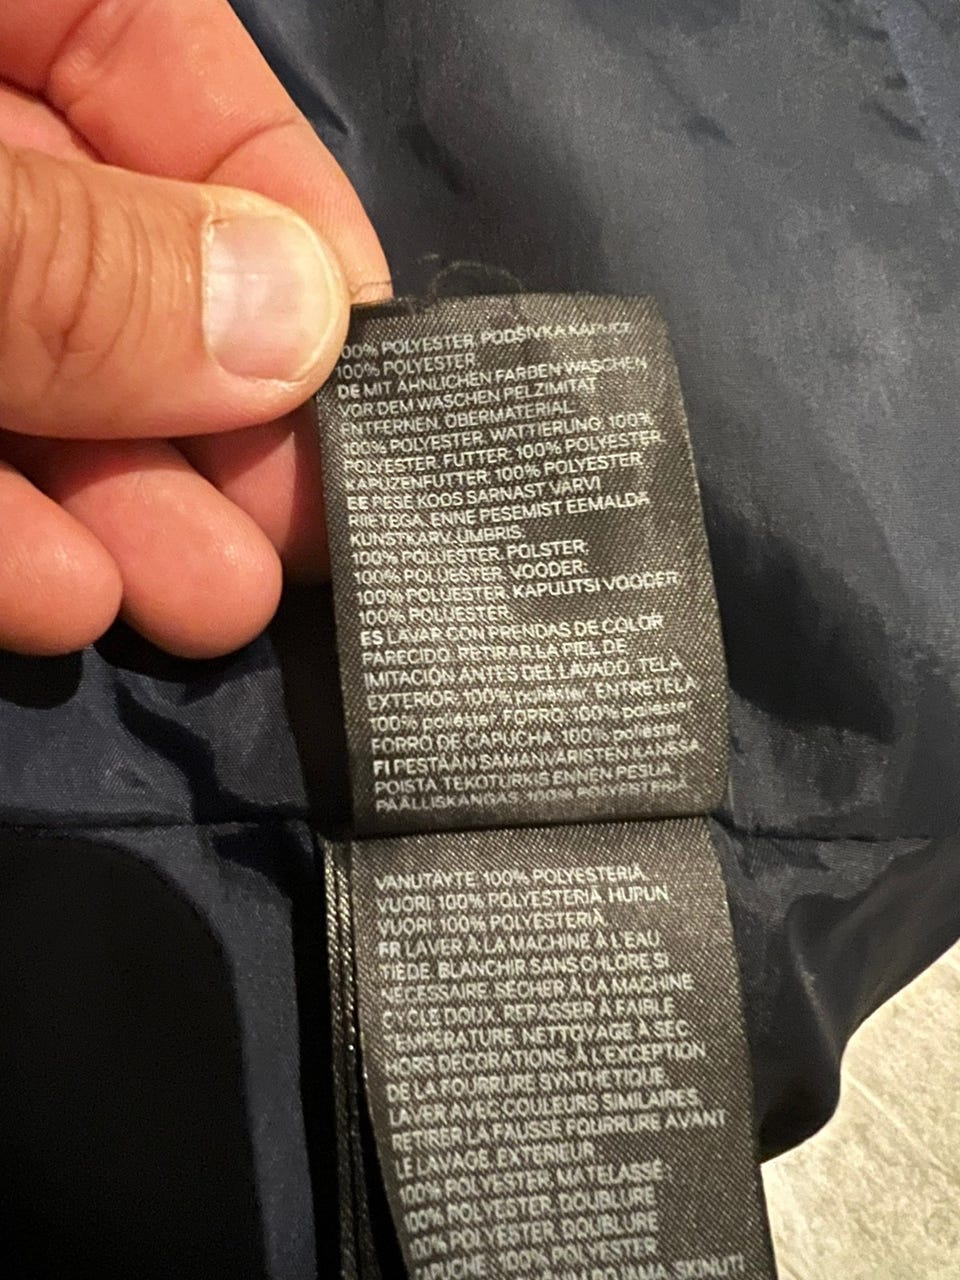 00% POLYESTER. PODŠÍVKA KAPUCE:
100% POLYESTER
DE MIT ÄHNLICHEN FARBEN WASCHEN.
VOR DEM WASCHEN PELZIMITAT
ENTFERNEN. OBERMATERIAL:
100% POLYESTER. WATTIERUNG: 100%
POLYESTER. FUTTER: 100% POLYESTER.
KAPUZENFUTTER: 100% POLYESTER
EE PESE KOOS SARNAST VÄRVI
RIIETEGA. ENNE PESEMIST EEMALDA
KUNSTKARV. ÜMBRIS:
100% POLÜESTER. POLSTER:
100% POLÜESTER. VOODER:
100% POLÜESTER. KAPUUTSI VOODER:
100% POLÜESTER
ES LAVAR CON PRENDAS DE COLOR
PARECIDO. RETIRAR LA PIEL DE
IMITACIÓN ANTES DEL LAVADO. TELA
EXTERIOR: 100% poliéster. ENTRETELA:
100% poliéster. FORRO: 100% poliéster.
FORRO DE CAPUCHA: 100% poliéster
FI PESTÄÄN SAMANVÄRISTEN KANSSA.
POISTA TEKOTURKIS ENNEN PESUA.
PÄÄLLISKANGAS: 100% POLYESTERIÄ.
VANUTÄYTE: 100% POLYESTERIÄ.
VUORI: 100% POLYESTERIÄ. HUPUN
VUORI: 100% POLYESTERIÄ
FR LAVER À LA MACHINE À L'EAU
TIÈDE. BLANCHIR SANS CHLORE SI
NÉCESSAIRE. SÉCHER À LA MACHINE
CYCLE DOUX. REPASSER À FAIBLE
TEMPÉRATURE. NETTOYAGE À SEC.
HORS DÉCORATIONS. À L'EXCEPTION
DE LA FOURRURE SYNTHÉTIQUE.
LAVER AVEC COULEURS SIMILAIRES.
RETIRER LA FAUSSE FOURRURE AVANT
LE LAVAGE. EXTÉRIEUR:
100% POLYESTER. MATELASSÉ:
100% POLYESTER. DOUBLURE:
100% POLYESTER. DOUBLURE
CAPUCHE: 100% POLYESTER
BOJAMA. SKINUTI